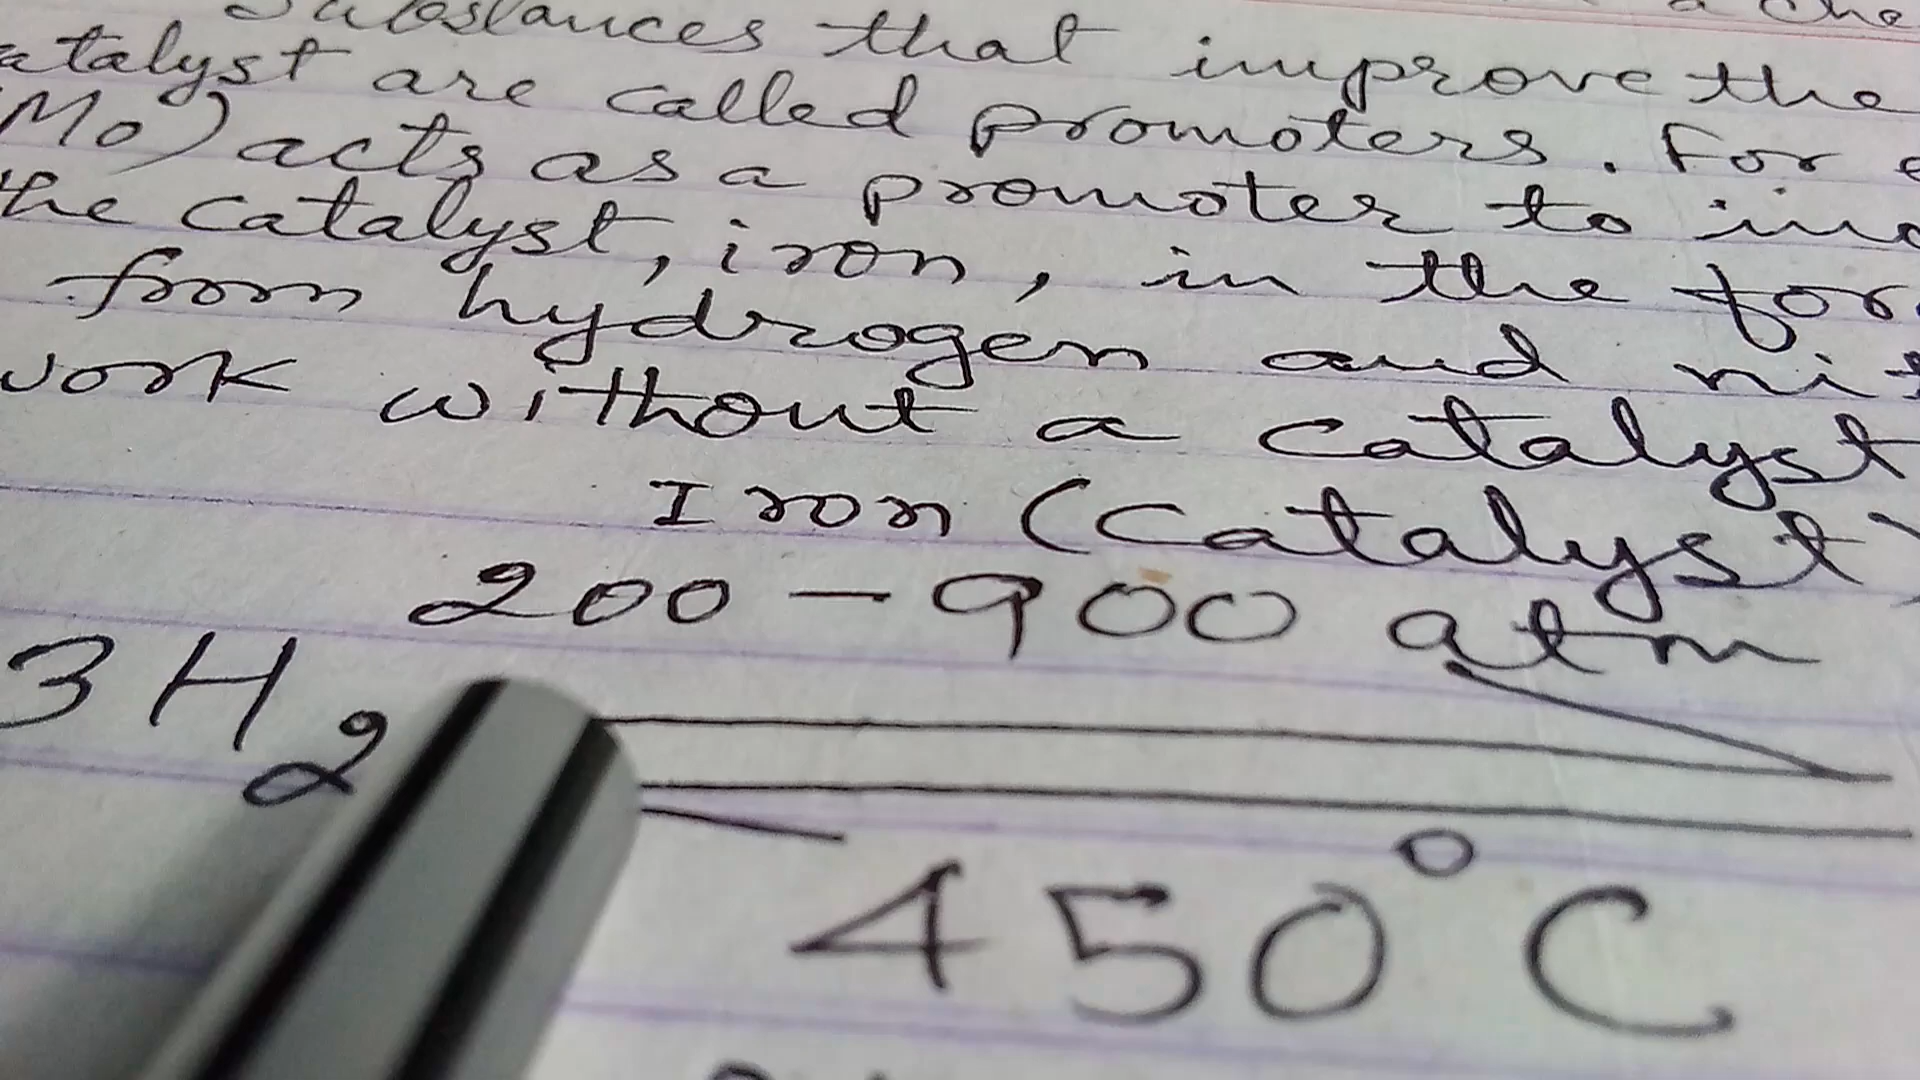 Substances that improve the
atalyst are called promoters. For
Mo) acts as a promoter to
the catalyst, iron, in the for
from hydrogen and
work without a catalyst
Iron (Catalyst)
200 - 900 atm
3H2
450°C